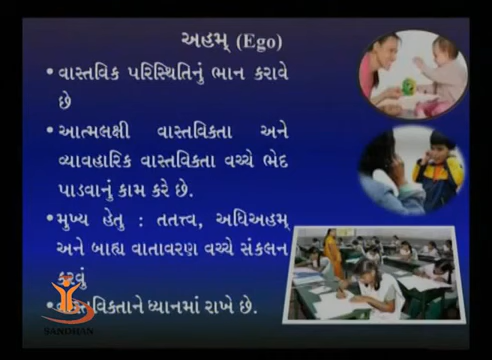 અહમ્ (Ego)
• વાસ્તવિક પરિસ્થિતિનું ભાન કરાવે
છે
• આત્મલક્ષી વાસ્તવિકતા અને
વ્યાવહારિક વાસ્તવિકતા વચ્ચે ભેદ
પાડવાનું કામ કરે છે.
• મુખ્ય હેતુ : તતત્ત્વ, અધિઅહમ્
અને બાહ્ય વાતાવરણ વચ્ચે સંકલન
કરવું
• વાસ્તવિકતાને ધ્યાનમાં રાખે છે.
SANDHAN